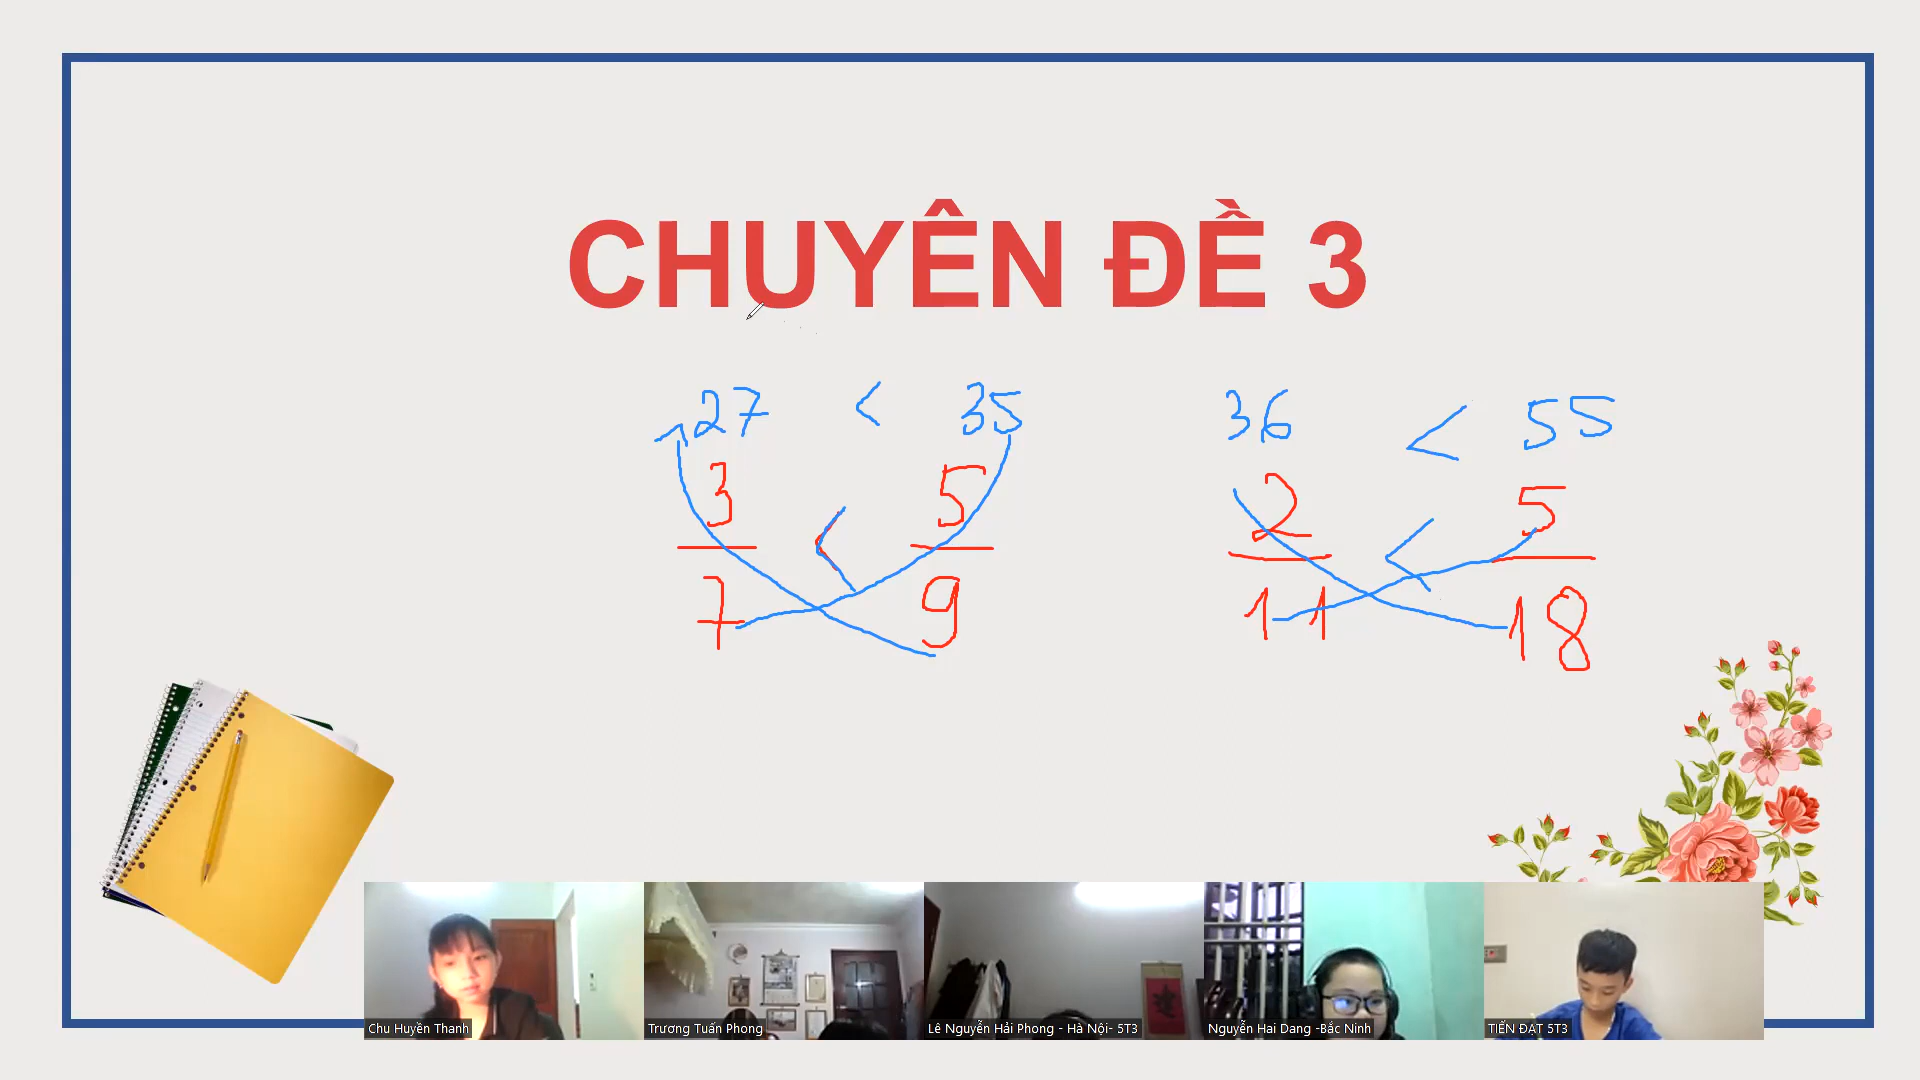 CHUYÊN ĐỀ 3
27 < 35 36 < 55
3 5 2 5
< <
7 9 11 18
Chu Huyền Thanh
Trương Tuấn Phong
Lê Nguyễn Hải Phong - Hà Nội- 5T3
Nguyễn Hai Dang -Bắc Ninh
TIẾN ĐẠT 5T3